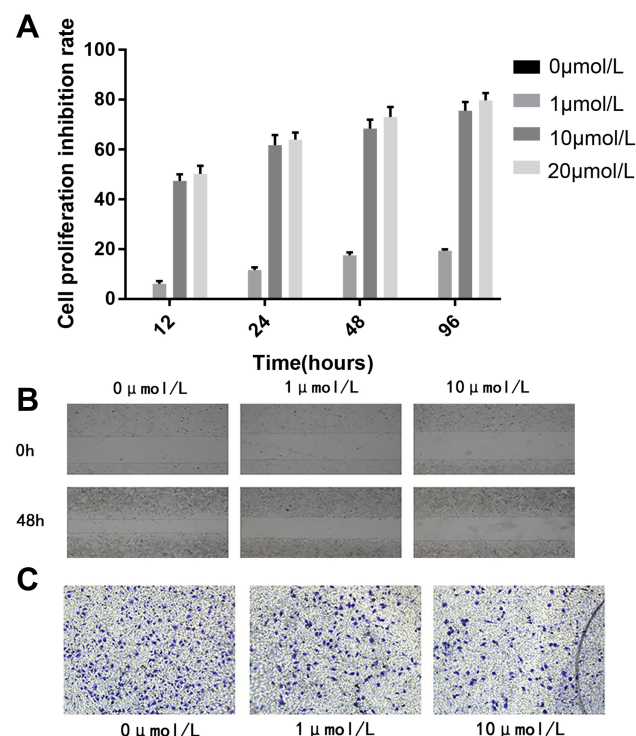 A
Cell proliferation inhibition rate
100
80
60
40
20
0
12
24
48
96
Time(hours)
0μmol/L
1μmol/L
10μmol/L
20μmol/L
B
0 μ mol/L
1 μ mol/L
10 μ mol/L
0h
48h
C
0 μ mol/L
1 μ mol/L
10 μ mol/L